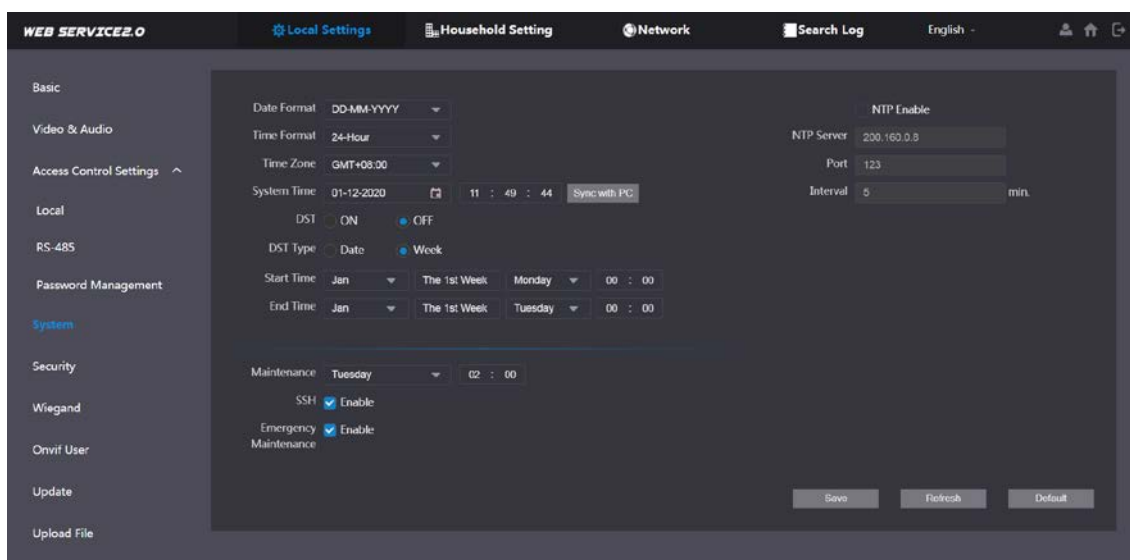 WEB SERVICE2.0
Local Settings
Household Setting
Network
Search Log
English
Basic
Video & Audio
Access Control Settings
Local
RS-485
Password Management
System
Security
Wiegand
Onvif User
Update
Upload File
Date Format DD-MM-YYYY
Time Format 24-Hour
Time Zone GMT+08:00
System Time 01-12-2020 11 : 49 : 44 Sync with PC
DST ON OFF
DST Type Date Week
Start Time Jan The 1st Week Monday 00 : 00
End Time Jan The 1st Week Tuesday 00 : 00
Maintenance Tuesday 02 : 00
SSH Enable
Emergency Maintenance Enable
NTP Enable
NTP Server 200.160.0.8
Port 123
Interval 5 min.
Save Refresh Default